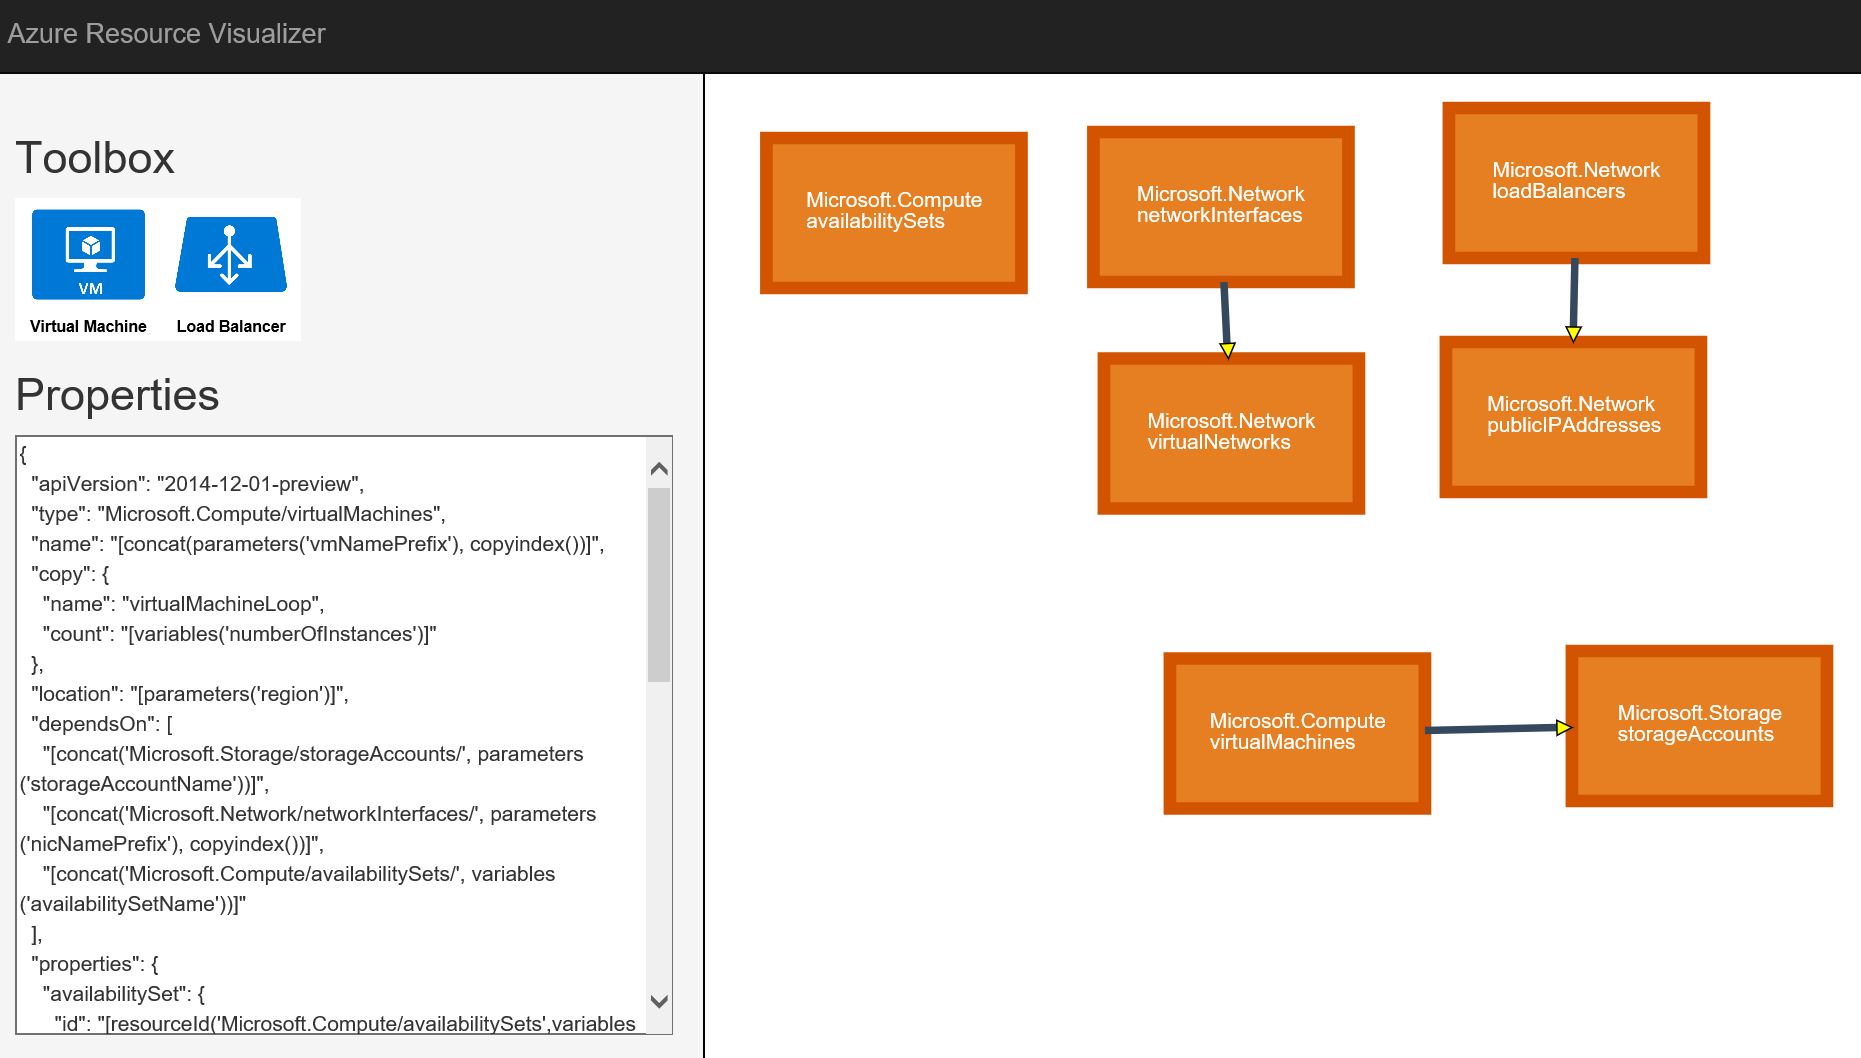 Azure Resource Visualizer
Toolbox
VM
Virtual Machine
Load Balancer
Properties
{
"apiVersion": "2014-12-01-preview",
"type": "Microsoft.Compute/virtualMachines",
"name": "[concat(parameters('vmNamePrefix'), copyindex())]",
"copy": {
"name": "virtualMachineLoop",
"count": "[variables('numberOfInstances')]"
},
"location": "[parameters('region')]",
"dependsOn": [
"[concat('Microsoft.Storage/storageAccounts/', parameters
('storageAccountName'))]",
"[concat('Microsoft.Network/networkInterfaces/', parameters
('nicNamePrefix'), copyindex())]",
"[concat('Microsoft.Compute/availabilitySets/', variables
('availabilitySetName'))]"
],
"properties": {
"availabilitySet": {
"id": "[resourceId('Microsoft.Compute/availabilitySets',variables
Microsoft.Compute
availabilitySets
Microsoft.Network
networkInterfaces
Microsoft.Network
loadBalancers
Microsoft.Network
virtualNetworks
Microsoft.Network
publicIPAddresses
Microsoft.Compute
virtualMachines
Microsoft.Storage
storageAccounts